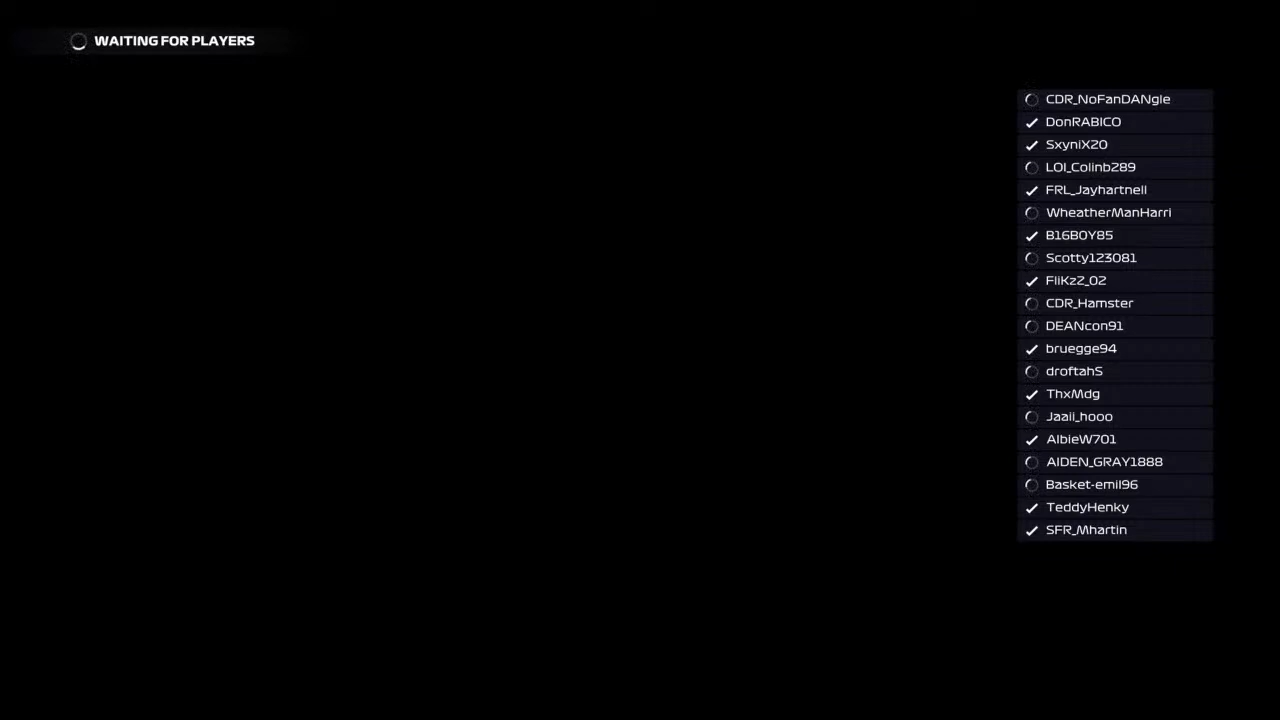 WAITING FOR PLAYERS
CDR_NoFanDANgle
DonRABICO
SxyniX20
LOI_Colinb289
FRL_Jayhartnell
WheatherManHarri
B16B0Y85
Scotty123081
FliKzZ_02
CDR_Hamster
DEANcon91
bruegge94
droftahS
ThxMdg
Jaaii_hooo
AlbieW701
AIDEN_GRAY1888
Basket-emil96
TeddyHenky
SFR_Mhartin